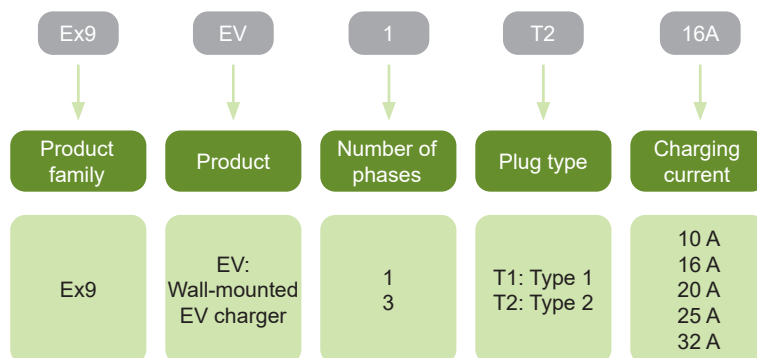 Ex9 EV 1 T2 16A
Product family
Product
Number of phases
Plug type
Charging current
Ex9
EV:
Wall-mounted
EV charger
1
3
T1: Type 1
T2: Type 2
10 A
16 A
20 A
25 A
32 A